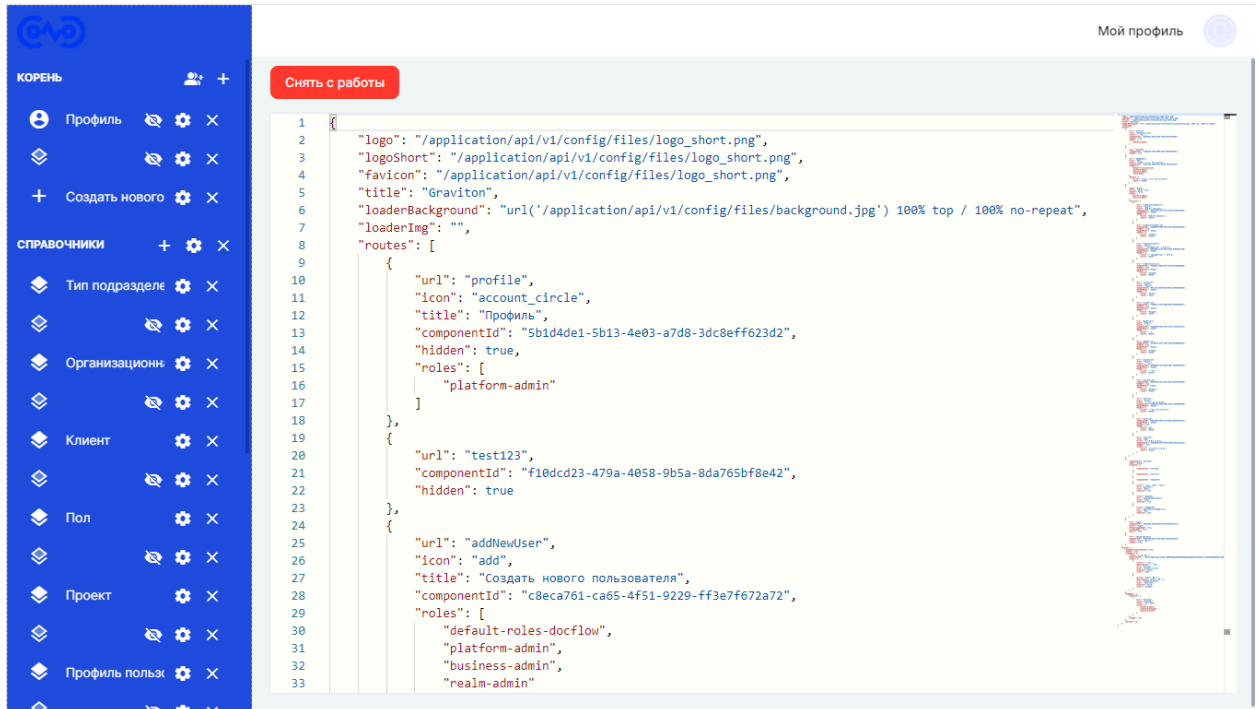 Мой профиль
КОРЕНЬ
Профиль
Создать нового
СПРАВОЧНИКИ
Тип подразделе
Организационн
Клиент
Пол
Проект
Профиль пользо
Снять с работы
1 {
2 "logo": "/application/api/v1/config/files/logo_short.png",
3 "logoShort": "/application/api/v1/config/files/logo_short.png",
4 "favicon": "/application/api/v1/config/files/logo_short.png",
5 "title": "Graviton",
6 "loaderBackground": "url('/application/api/v1/config/files/background.jpg') 100% top / 100% no-repeat",
7 "loaderImg": "",
8 "routes": [
9 {
10 "url": "profile",
11 "icon": "account_circle",
12 "title": "Профиль",
13 "componentId": "5b1d4de1-5b13-4e03-a7d8-3dc8eff623d2",
14 "hidden": true,
15 "roles": [
16 "platform-admin"
17 ]
18 },
19 {
20 "url": "test123",
21 "componentId": "f10dcd23-479a-4058-9b5a-8da765bf8e42",
22 "hidden": true
23 },
24 {
25 "url": "addNewUser",
26 "icon": "add",
27 "title": "Создать нового пользователя",
28 "componentId": "c8eca761-ca65-4f51-9229-ff3e7f672a72",
29 "roles": [
30 "default-roles-docflow",
31 "platform-admin",
32 "business-admin",
33 "realm-admin"